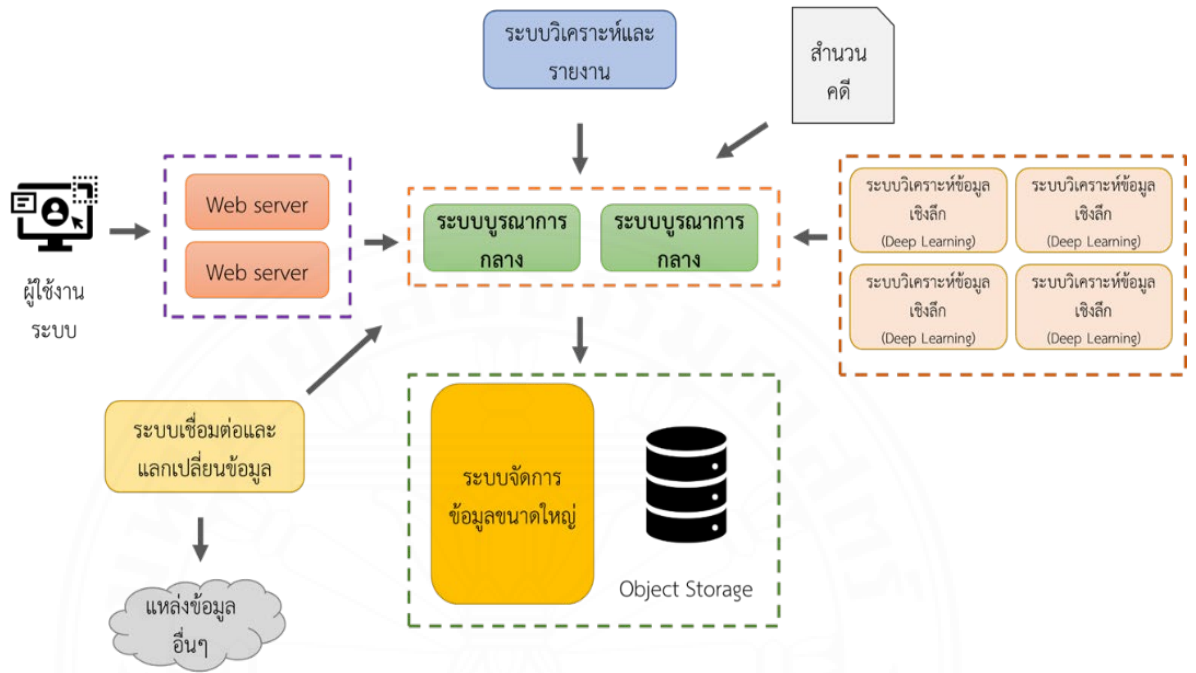 ระบบวิเคราะห์และ
รายงาน
สำนวน
คดี
Web server
Web server
ผู้ใช้งาน
ระบบ
ระบบบูรณาการ
กลาง
ระบบบูรณาการ
กลาง
ระบบวิเคราะห์ข้อมูล
เชิงลึก
(Deep Learning)
ระบบวิเคราะห์ข้อมูล
เชิงลึก
(Deep Learning)
ระบบวิเคราะห์ข้อมูล
เชิงลึก
(Deep Learning)
ระบบวิเคราะห์ข้อมูล
เชิงลึก
(Deep Learning)
ระบบเชื่อมต่อและ
แลกเปลี่ยนข้อมูล
ระบบจัดการ
ข้อมูลขนาดใหญ่
Object Storage
แหล่งข้อมูล
อื่นๆ